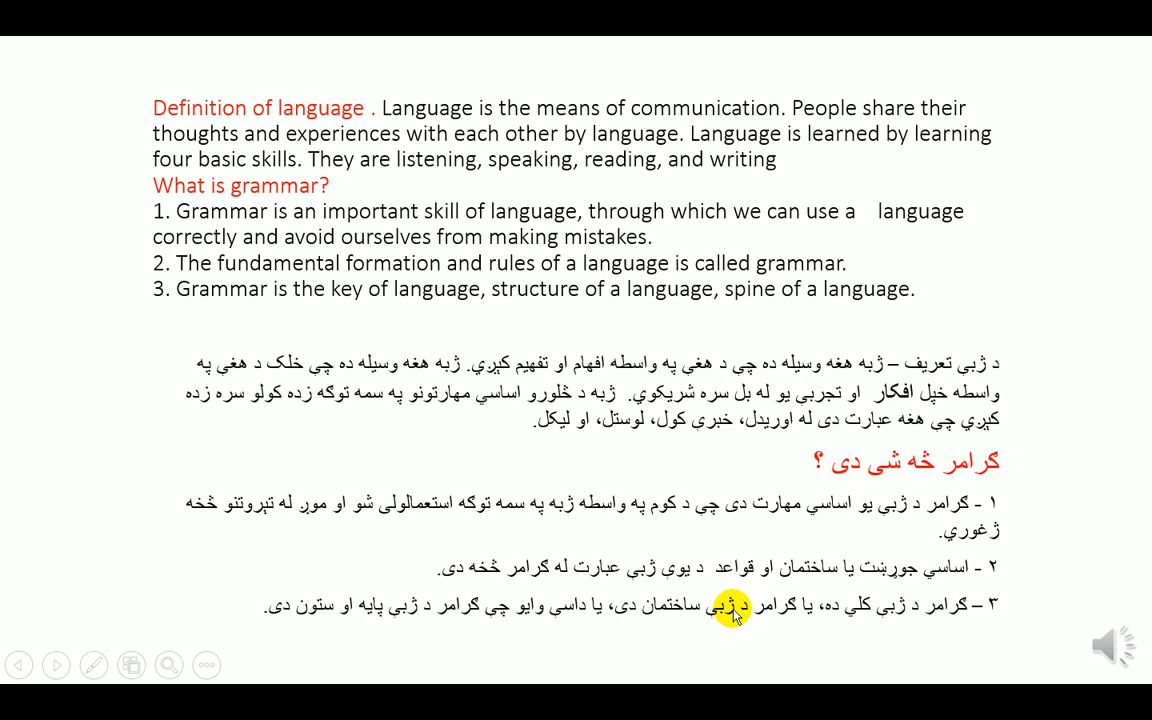 Definition of language . Language is the means of communication. People share their
thoughts and experiences with each other by language. Language is learned by learning
four basic skills. They are listening, speaking, reading, and writing
What is grammar?
1. Grammar is an important skill of language, through which we can use a language
correctly and avoid ourselves from making mistakes.
2. The fundamental formation and rules of a language is called grammar.
3. Grammar is the key of language, structure of a language, spine of a language.
د ژبې تعریف – ژبه هغه وسیله ده چې د هغې په واسطه افهام او تفهیم کېږي. ژبه هغه وسیله ده چې خلک د هغې په
واسطه خپل افکار او تجربې یو له بل سره شریکوي. ژبه د څلورو اساسي مهارتونو په سمه توګه زده کولو سره زده
کېږي چې هغه عبارت دی له اوریدل، خبرې کول، لوستل، او لیکل.
ګرامر څه شی دی ؟
۱ - ګرامر د ژبې یو اساسي مهارت دی چې د کوم په واسطه ژبه په سمه توګه استعمالولی شو او موږ له تېروتنو څخه
ژغوري.
۲ - اساسي جوړښت یا ساختمان او قواعد د یوې ژبې عبارت له ګرامر څخه دی.
۳ – ګرامر د ژبې کلي ده، یا ګرامر د ژبې ساختمان دی، یا داسې وایو چې ګرامر د ژبې پایه او ستون دی.